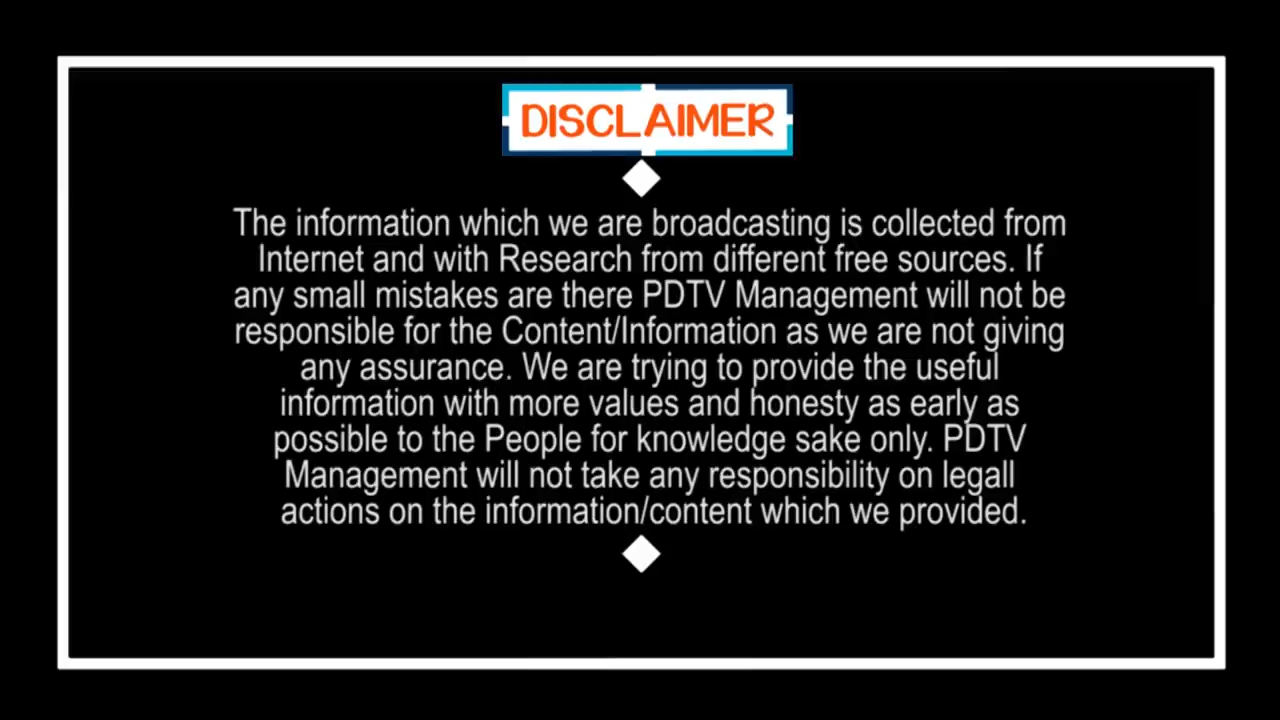 DISCLAIMER
The information which we are broadcasting is collected from
Internet and with Research from different free sources. If
any small mistakes are there PDTV Management will not be
responsible for the Content/Information as we are not giving
any assurance. We are trying to provide the useful
information with more values and honesty as early as
possible to the People for knowledge sake only. PDTV
Management will not take any responsibility on legall
actions on the information/content which we provided.